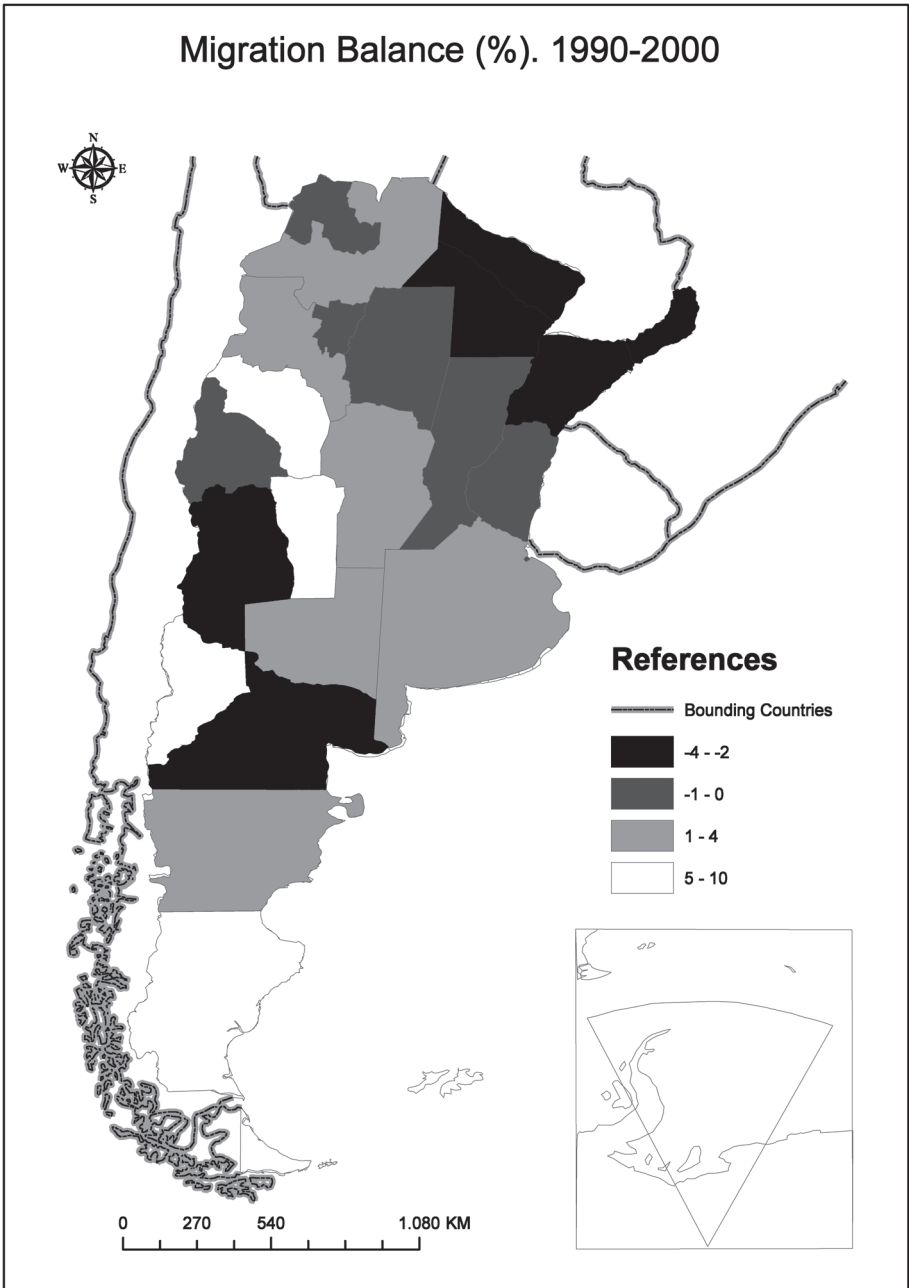 Migration Balance (%). 1990-2000
N
W E
S
References
Bounding Countries
-4 - -2
-1 - 0
1 - 4
5 - 10
0 270 540 1.080 KM